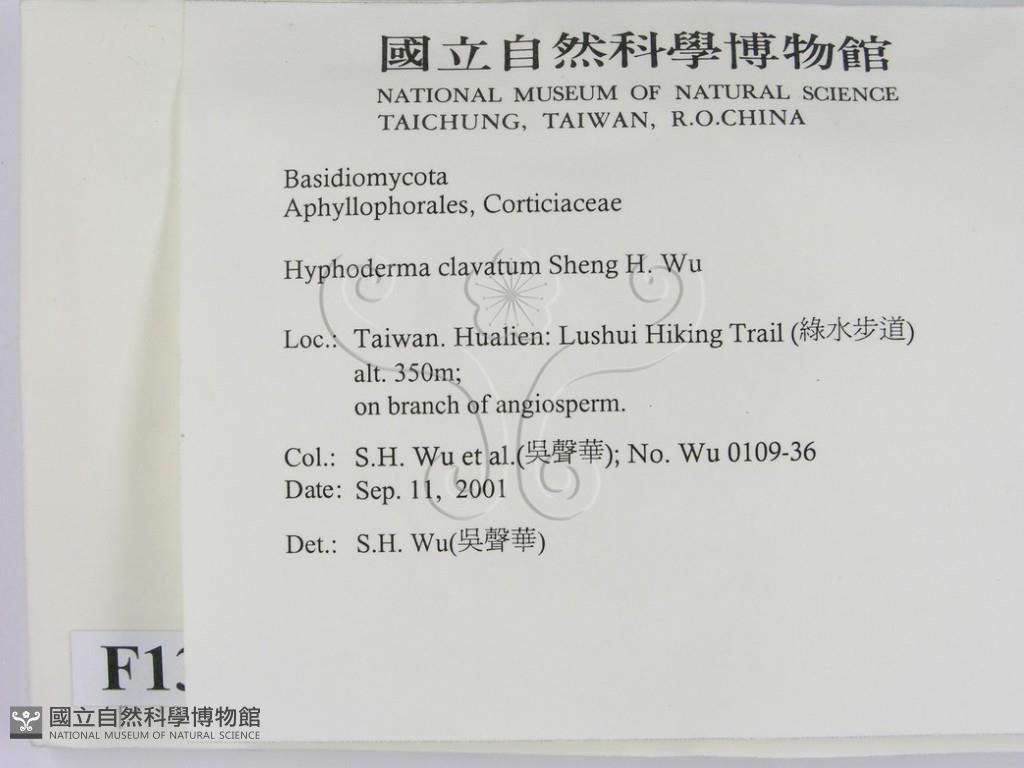 國立自然科學博物館
NATIONAL MUSEUM OF NATURAL SCIENCE
TAICHUNG, TAIWAN, R.O.CHINA
Basidiomycota
Aphyllophorales, Corticiaceae
Hyphoderma clavatum Sheng H. Wu
Loc.: Taiwan. Hualien: Lushui Hiking Trail (綠水步道)
alt. 350m;
on branch of angiosperm.
Col.: S.H. Wu et al.(吳聲華); No. Wu 0109-36
Date: Sep. 11, 2001
Det.: S.H. Wu(吳聲華)
國立自然科學博物館
NATIONAL MUSEUM OF NATURAL SCIENCE